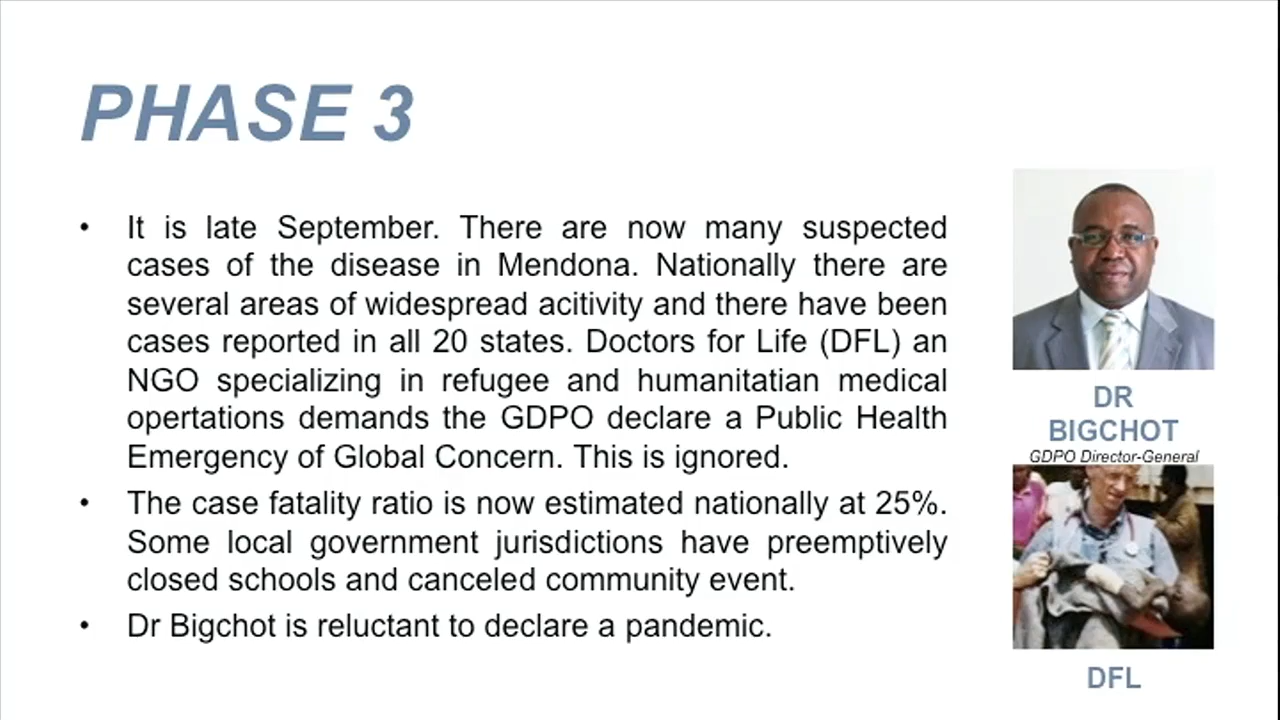 PHASE 3
• It is late September. There are now many suspected
cases of the disease in Mendona. Nationally there are
several areas of widespread acitivity and there have been
cases reported in all 20 states. Doctors for Life (DFL) an
NGO specializing in refugee and humanitatian medical
opertations demands the GDPO declare a Public Health
Emergency of Global Concern. This is ignored.
• The case fatality ratio is now estimated nationally at 25%.
Some local government jurisdictions have preemptively
closed schools and canceled community event.
• Dr Bigchot is reluctant to declare a pandemic.
DR
BIGCHOT
GDPO Director-General
DFL